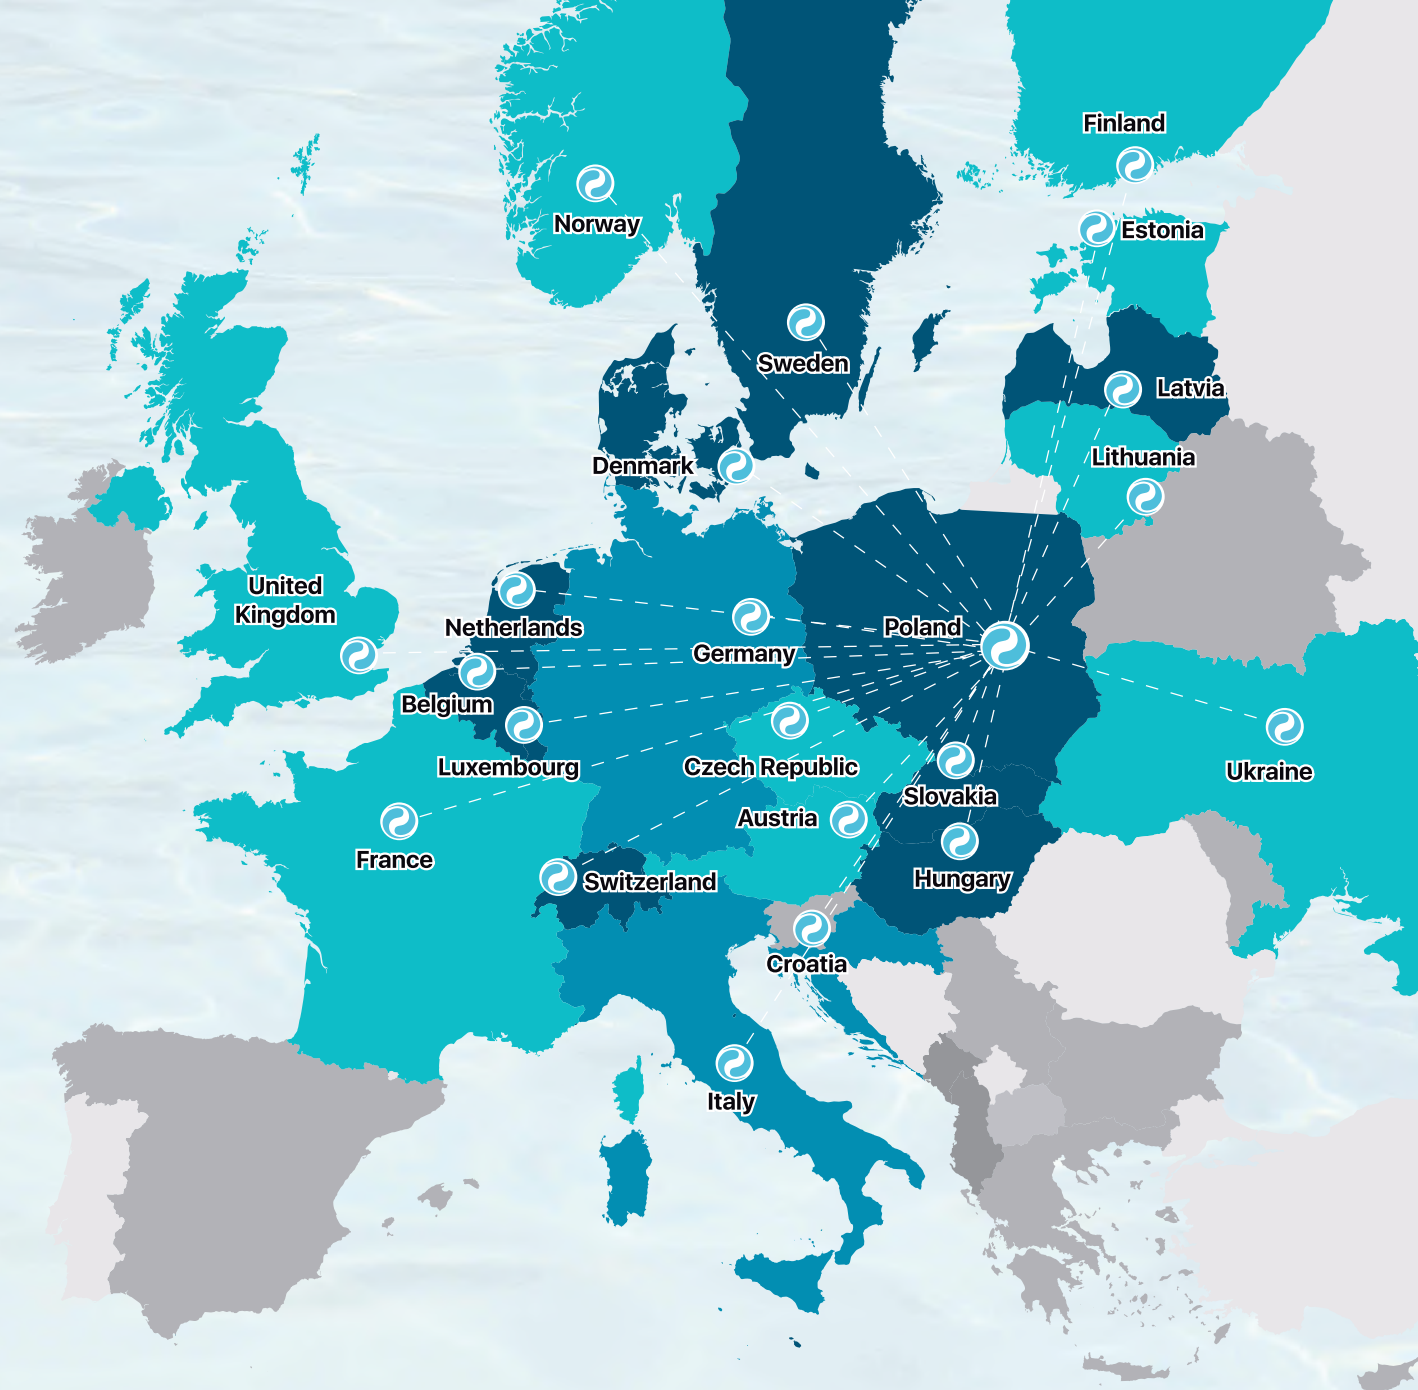 Finland
Norway
Estonia
Sweden
Latvia
Lithuania
Denmark
United
Kingdom
Netherlands
Poland
Germany
Belgium
Luxembourg
Czech Republic
Ukraine
Slovakia
Austria
France
Hungary
Switzerland
Croatia
Italy